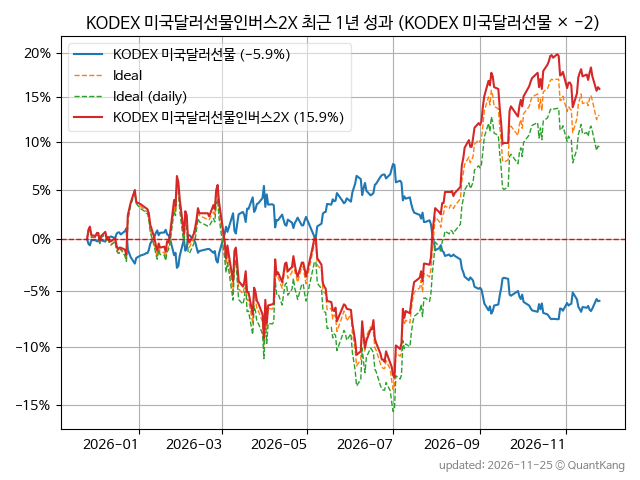 KODEX 미국달러선물인버스2X 최근 1년 성과 (KODEX 미국달러선물 × −2)
KODEX 미국달러선물 (−5.9%)
Ideal
Ideal (daily)
KODEX 미국달러선물인버스2X (15.9%)
20%
15%
10%
5%
0%
−5%
−10%
−15%
2026-01 2026-03 2026-05 2026-07 2026-09 2026-11
updated: 2026-11-25 © QuantKang